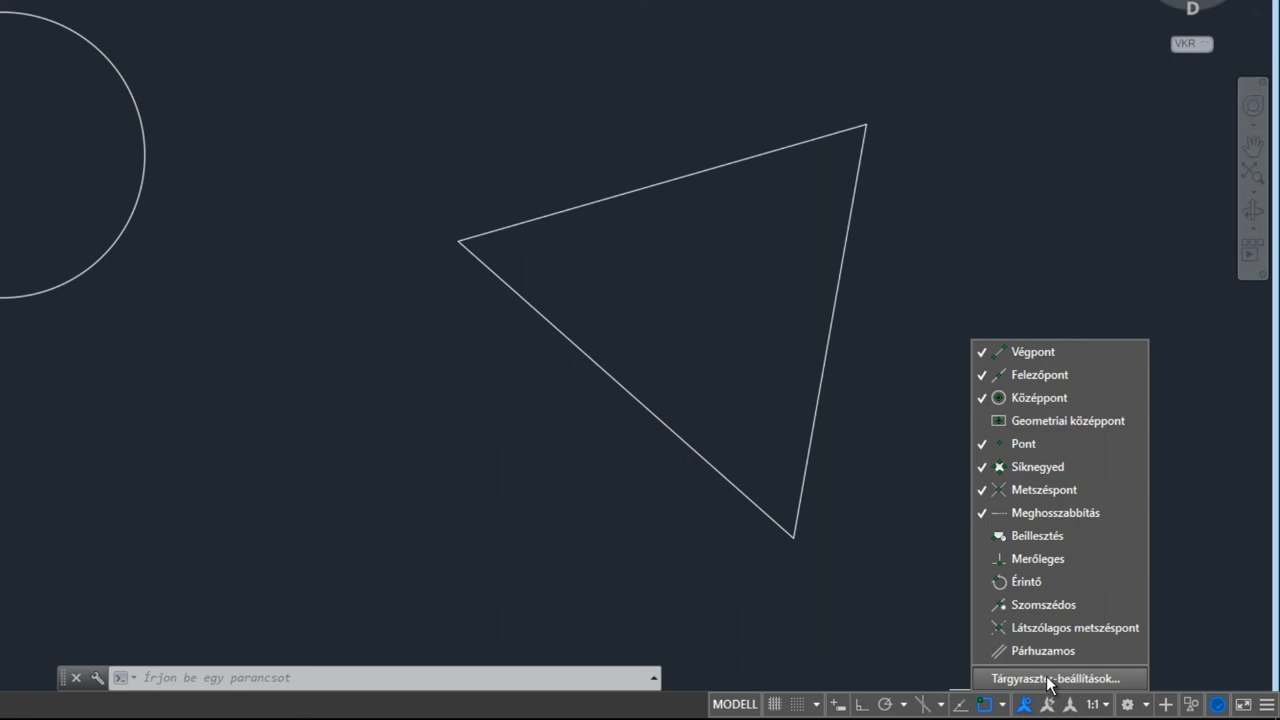 D
VKR
Végpont
Felezőpont
Középpont
Geometriai középpont
Pont
Síknegyed
Metszéspont
Meghosszabbítás
Beillesztés
Merőleges
Érintő
Szomszédos
Látszólagos metszéspont
Párhuzamos
Tárgyraszter-beállítások...
Írjon be egy parancsot
MODELL
1:1